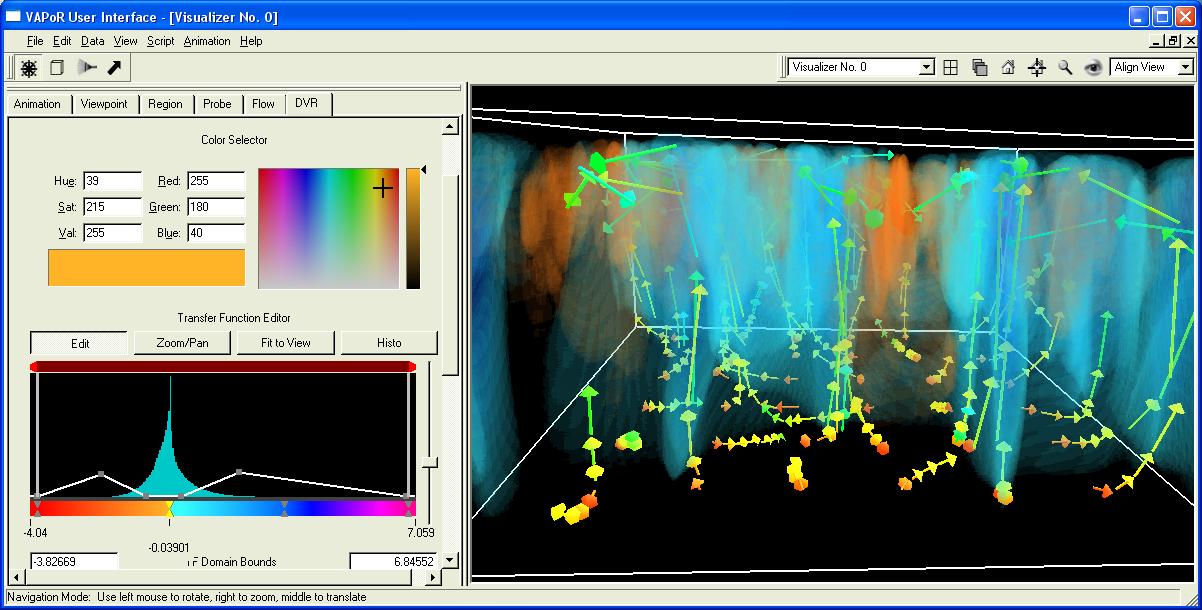 VAPoR User Interface - [Visualizer No. 0]
File Edit Data View Script Animation Help
Visualizer No. 0 Align View
Animation Viewpoint Region Probe Flow DVR
Color Selector
Hue: 39 Red: 255
Sat: 215 Green: 180
Val: 255 Blue: 40
Transfer Function Editor
Edit Zoom/Pan Fit to View Histo
-4.04 7.059
-0.03901
-3.82669 TF Domain Bounds 6.84552
Navigation Mode: Use left mouse to rotate, right to zoom, middle to translate